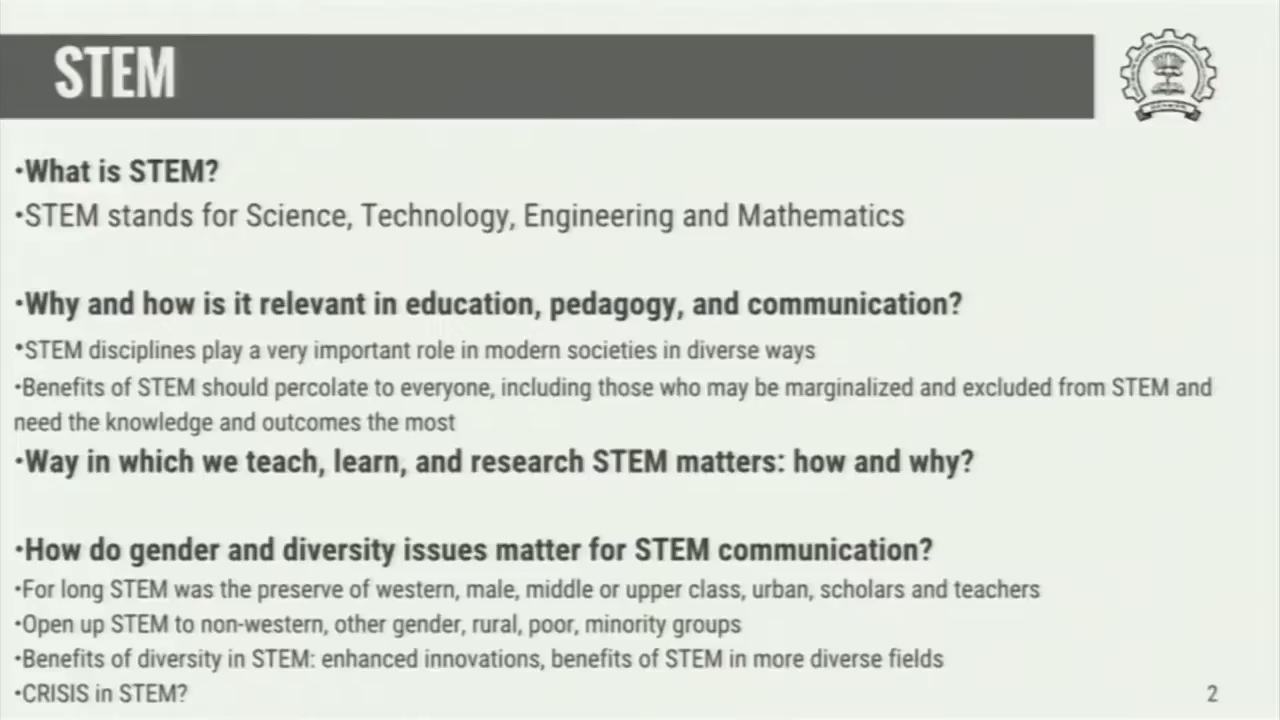 STEM
•What is STEM?
•STEM stands for Science, Technology, Engineering and Mathematics
•Why and how is it relevant in education, pedagogy, and communication?
•STEM disciplines play a very important role in modern societies in diverse ways
•Benefits of STEM should percolate to everyone, including those who may be marginalized and excluded from STEM and
need the knowledge and outcomes the most
•Way in which we teach, learn, and research STEM matters: how and why?
•How do gender and diversity issues matter for STEM communication?
•For long STEM was the preserve of western, male, middle or upper class, urban, scholars and teachers
•Open up STEM to non-western, other gender, rural, poor, minority groups
•Benefits of diversity in STEM: enhanced innovations, benefits of STEM in more diverse fields
•CRISIS in STEM?
2